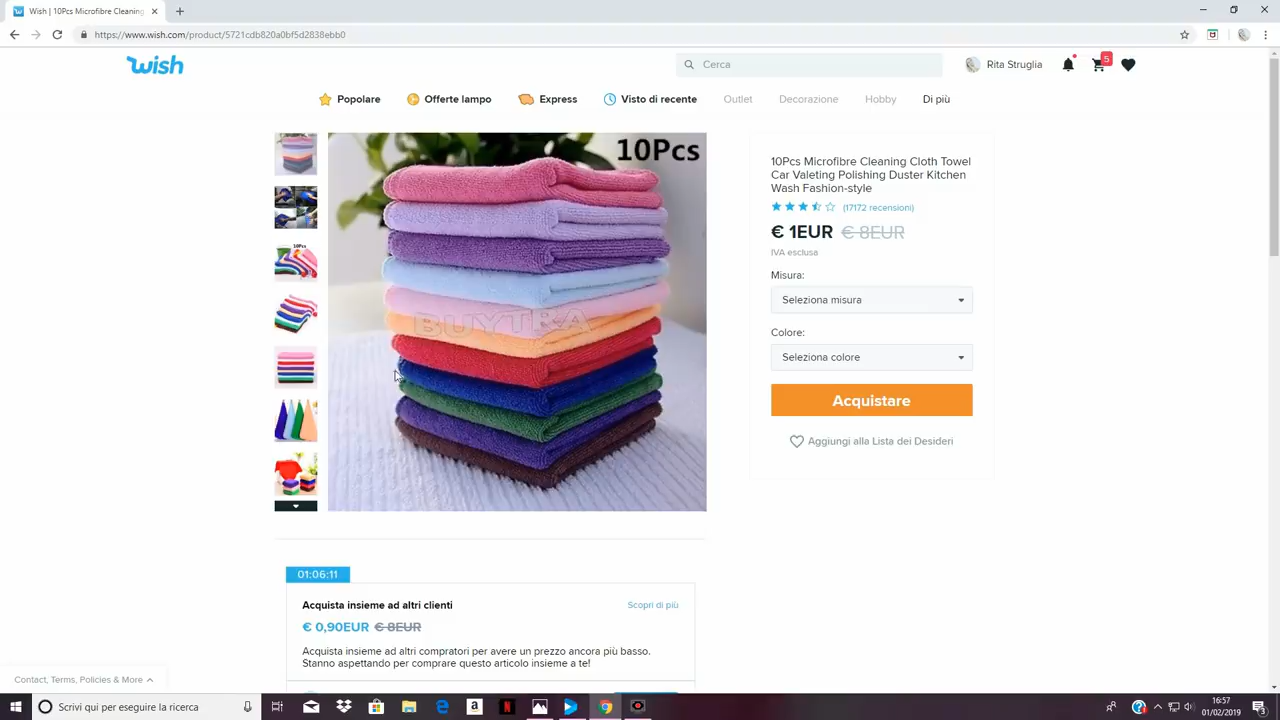 Wish | 10Pcs Microfibre Cleaning
https://www.wish.com/product/5721cdb820a0bf5d2838ebb0
wish
Cerca
Rita Struglia
5
Popolare
Offerte lampo
Express
Visto di recente
Outlet
Decorazione
Hobby
Di più
10Pcs
BUYTRA
10Pcs Microfibre Cleaning Cloth Towel
Car Valeting Polishing Duster Kitchen
Wash Fashion-style
(17172 recensioni)
€ 1EUR € 8EUR
IVA esclusa
Misura:
Seleziona misura
Colore:
Seleziona colore
Acquistare
Aggiungi alla Lista dei Desideri
01:06:11
Acquista insieme ad altri clienti
Scopri di più
€ 0,90EUR € 8EUR
Acquista insieme ad altri compratori per avere un prezzo ancora più basso.
Stanno aspettando per comprare questo articolo insieme a te!
Contact, Terms, Policies & More
Scrivi qui per eseguire la ricerca
16:57
01/02/2019
3